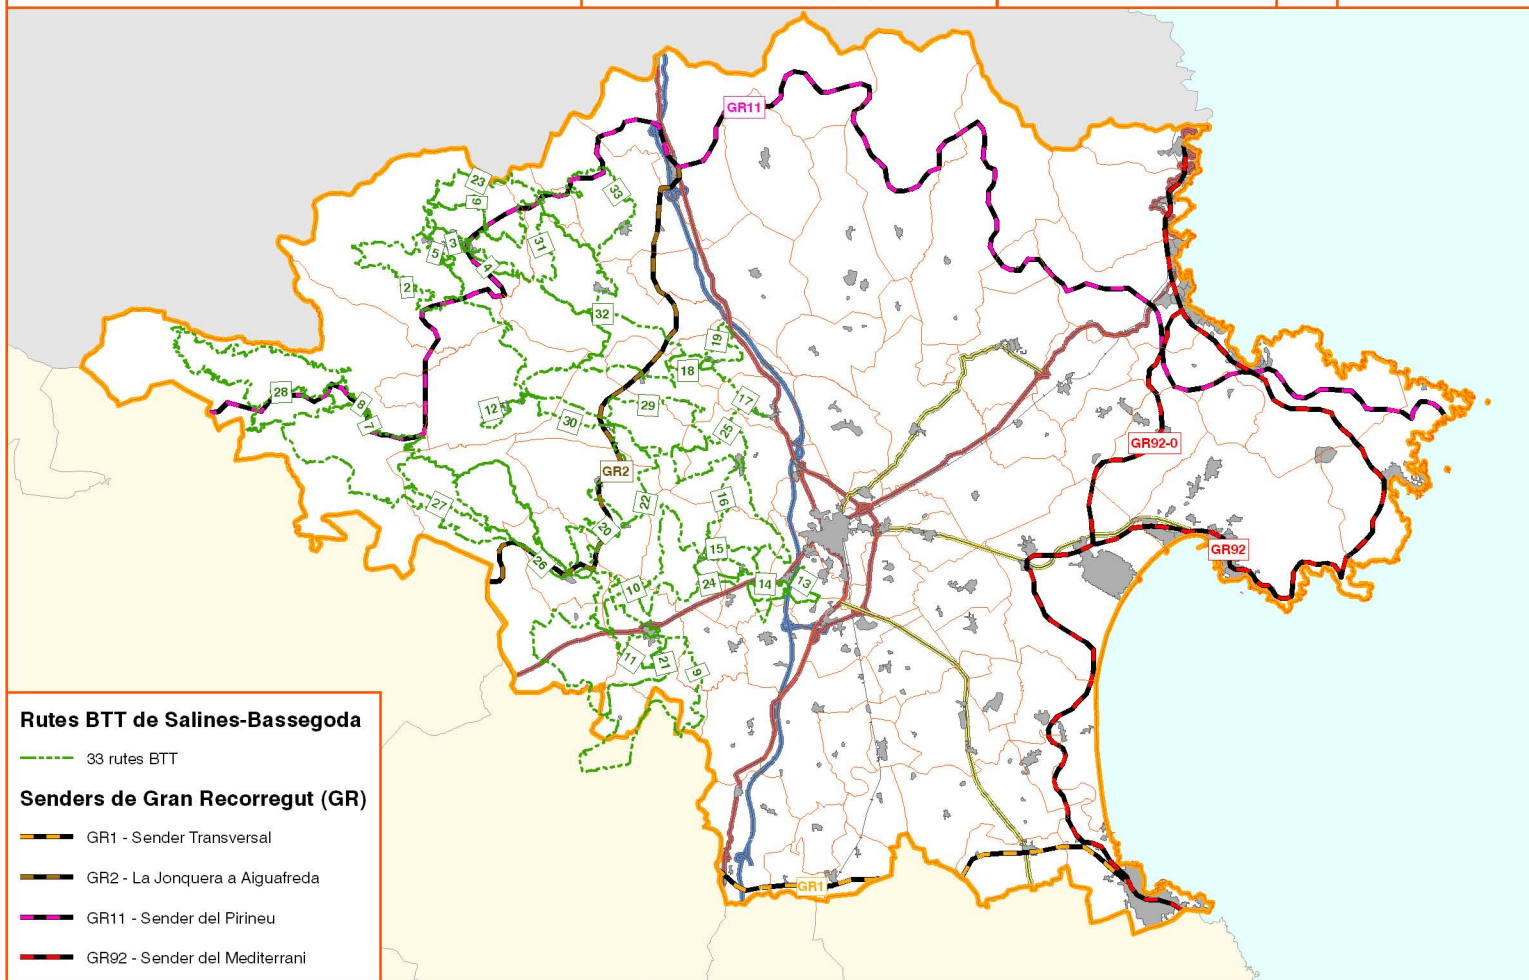 GR11
23
6
33
3
5
31
4
2
32
19
18
28
17
8
12
29
7
30
25
GR92-0
GR2
16
27
22
20
GR92
15
26
24
14
13
10
11
21
9
GR1
Rutes BTT de Salines-Bassegoda
33 rutes BTT
Senders de Gran Recorregut (GR)
GR1 - Sender Transversal
GR2 - La Jonquera a Aiguafreda
GR11 - Sender del Pirineu
GR92 - Sender del Mediterrani